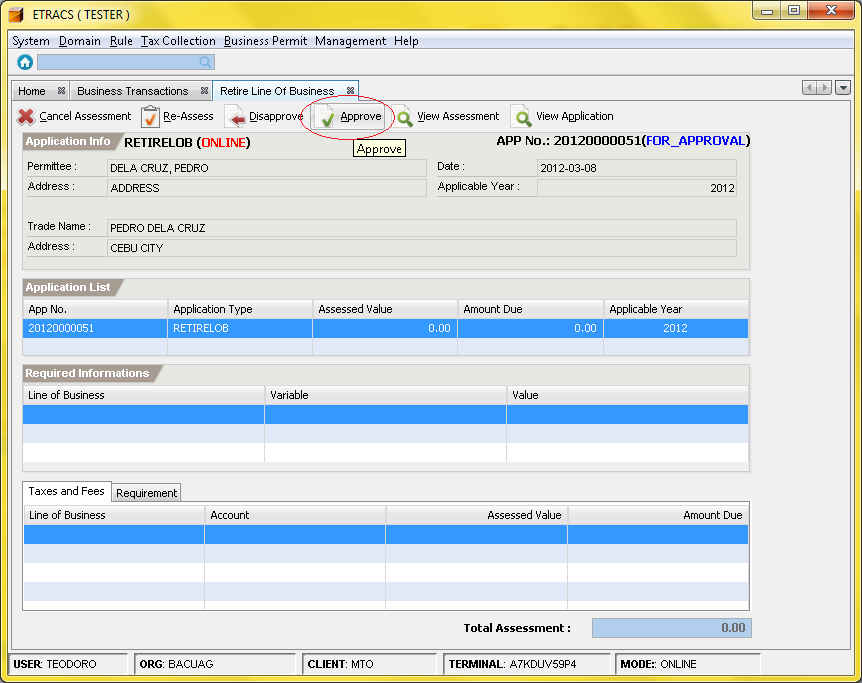 ETRACS ( TESTER )
System Domain Rule Tax Collection Business Permit Management Help
Home Business Transactions Retire Line Of Business
Cancel Assessment Re-Assess Disapprove Approve View Assessment View Application
Application Info RETIRELOB (ONLINE) APP No.: 20120000051(FOR_APPROVAL)
Approve
Permittee : DELA CRUZ, PEDRO Date : 2012-03-08
Address : ADDRESS Applicable Year : 2012
Trade Name : PEDRO DELA CRUZ
Address : CEBU CITY
Application List
App No. Application Type Assessed Value Amount Due Applicable Year
20120000051 RETIRELOB 0.00 0.00 2012
Required Informations
Line of Business Variable Value
Taxes and Fees Requirement
Line of Business Account Assessed Value Amount Due
Total Assessment : 0.00
USER: TEODORO ORG: BACUAG CLIENT: MTO TERMINAL: A7KDUV59P4 MODE:: ONLINE